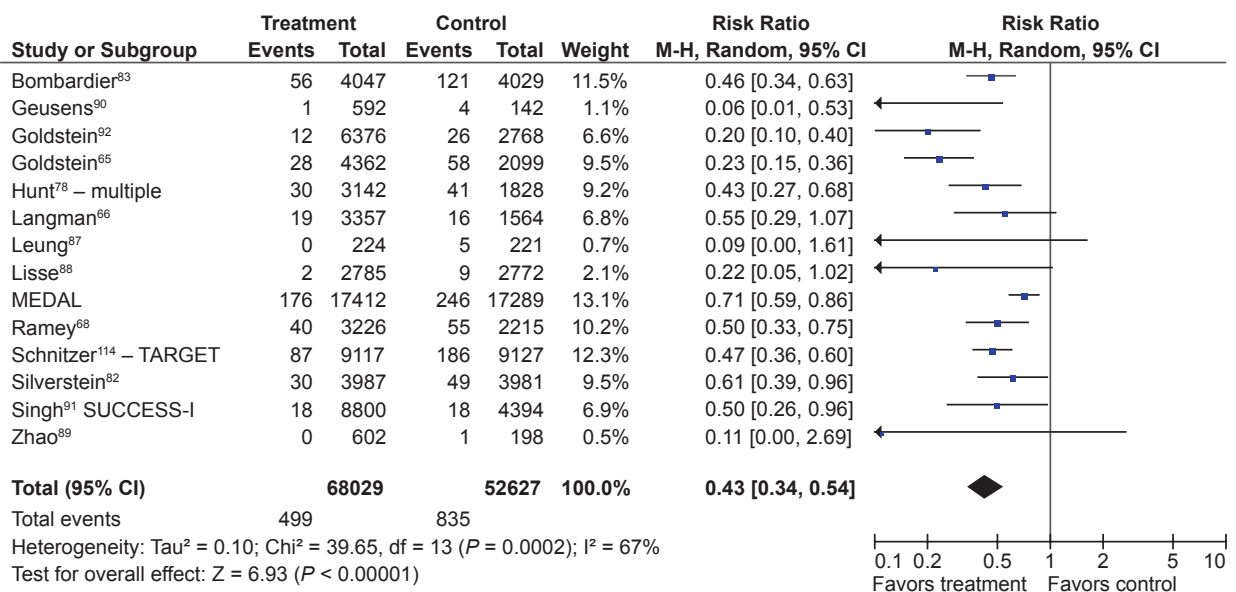 Treatment Control Risk Ratio Risk Ratio
Study or Subgroup Events Total Events Total Weight M-H, Random, 95% CI M-H, Random, 95% CI
Bombardier⁸³ 56 4047 121 4029 11.5% 0.46 [0.34, 0.63]
Geusens⁹⁰ 1 592 4 142 1.1% 0.06 [0.01, 0.53]
Goldstein⁹² 12 6376 26 2768 6.6% 0.20 [0.10, 0.40]
Goldstein⁶⁵ 28 4362 58 2099 9.5% 0.23 [0.15, 0.36]
Hunt⁷⁸ – multiple 30 3142 41 1828 9.2% 0.43 [0.27, 0.68]
Langman⁶⁶ 19 3357 16 1564 6.8% 0.55 [0.29, 1.07]
Leung⁸⁷ 0 224 5 221 0.7% 0.09 [0.00, 1.61]
Lisse⁸⁸ 2 2785 9 2772 2.1% 0.22 [0.05, 1.02]
MEDAL 176 17412 246 17289 13.1% 0.71 [0.59, 0.86]
Ramey⁶⁸ 40 3226 55 2215 10.2% 0.50 [0.33, 0.75]
Schnitzer¹¹⁴ – TARGET 87 9117 186 9127 12.3% 0.47 [0.36, 0.60]
Silverstein⁸² 30 3987 49 3981 9.5% 0.61 [0.39, 0.96]
Singh⁹¹ SUCCESS-I 18 8800 18 4394 6.9% 0.50 [0.26, 0.96]
Zhao⁸⁹ 0 602 1 198 0.5% 0.11 [0.00, 2.69]
Total (95% CI) 68029 52627 100.0% 0.43 [0.34, 0.54]
Total events 499 835
Heterogeneity: Tau² = 0.10; Chi² = 39.65, df = 13 (P = 0.0002); I² = 67%
Test for overall effect: Z = 6.93 (P < 0.00001)
0.1 0.2 0.5 1 2 5 10
Favors treatment Favors control